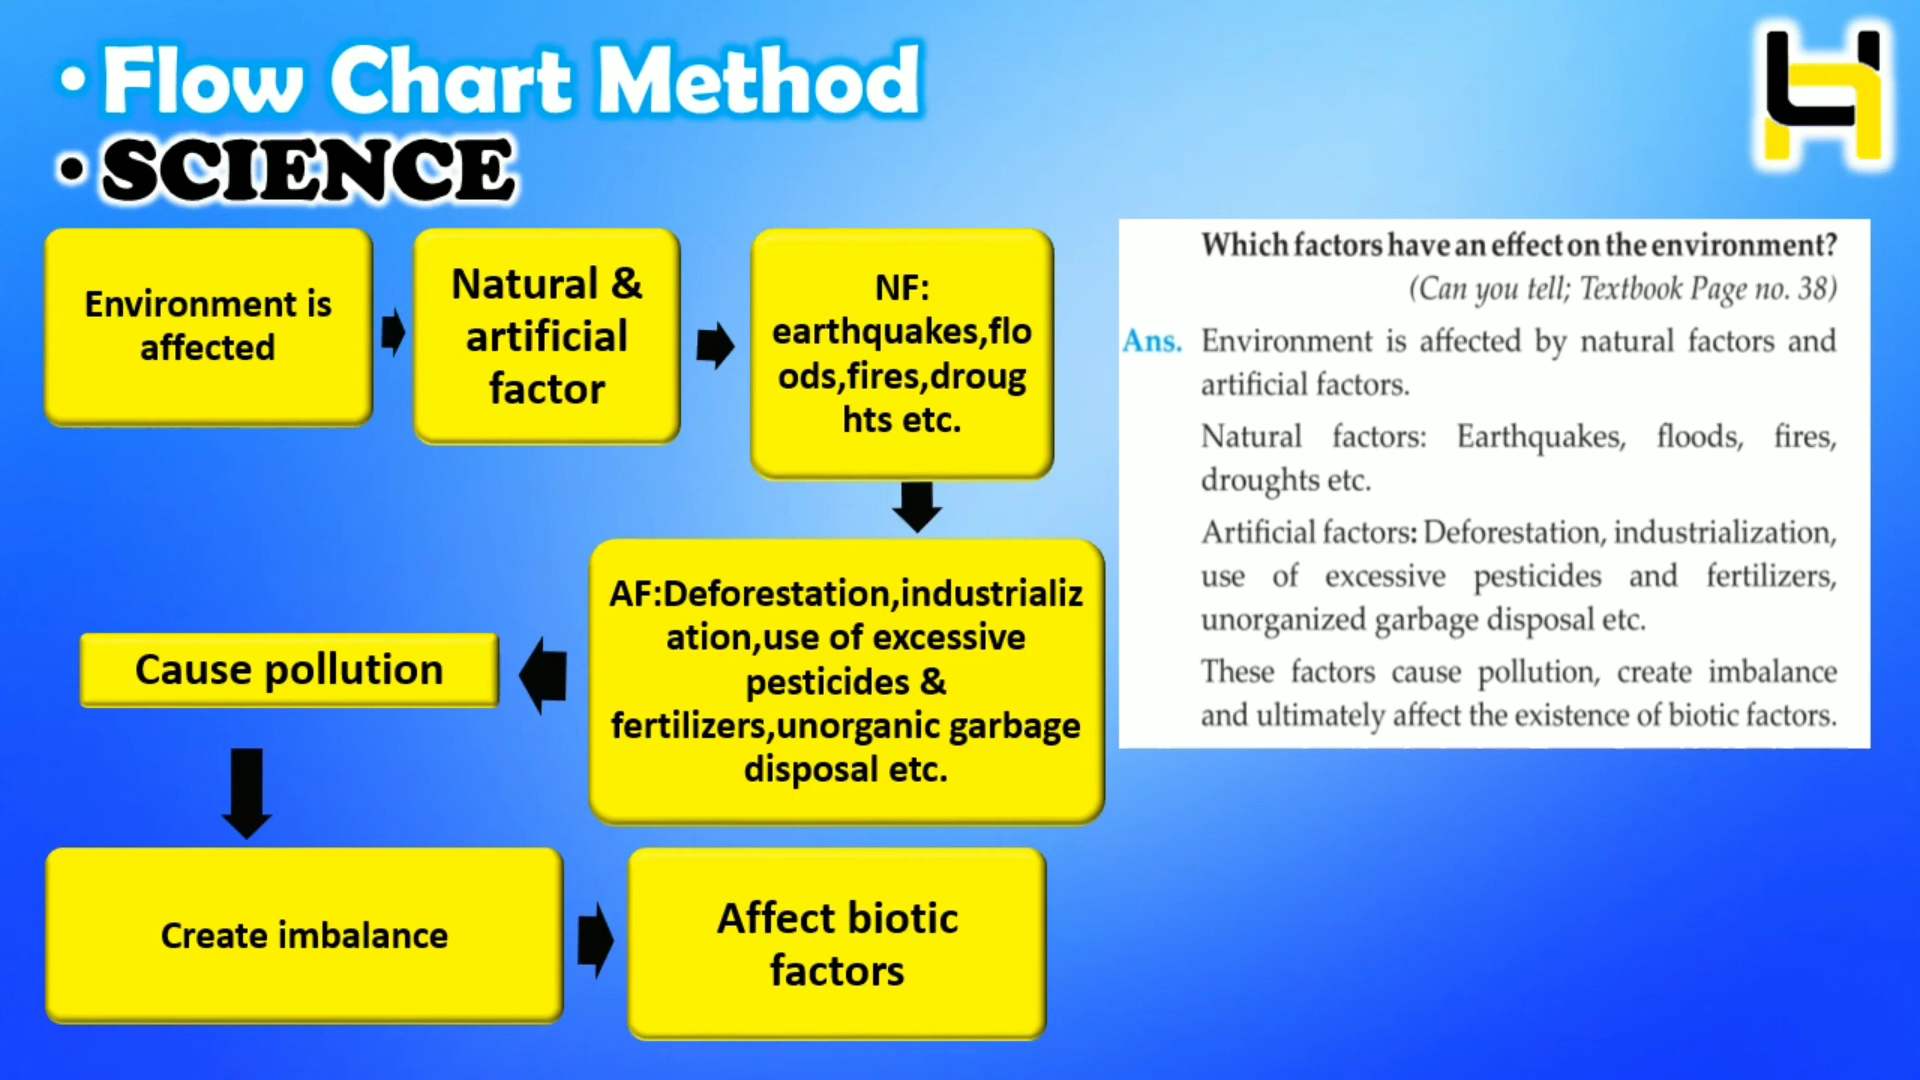 • Flow Chart Method
• SCIENCE
Environment is
affected
Natural &
artificial
factor
NF:
earthquakes,flo
ods,fires,droug
hts etc.
AF:Deforestation,industrializ
ation,use of excessive
pesticides &
fertilizers,unorganic garbage
disposal etc.
Cause pollution
Create imbalance
Affect biotic
factors
Which factors have an effect on the environment?
(Can you tell; Textbook Page no. 38)
Ans. Environment is affected by natural factors and
artificial factors.
Natural factors: Earthquakes, floods, fires,
droughts etc.
Artificial factors: Deforestation, industrialization,
use of excessive pesticides and fertilizers,
unorganized garbage disposal etc.
These factors cause pollution, create imbalance
and ultimately affect the existence of biotic factors.